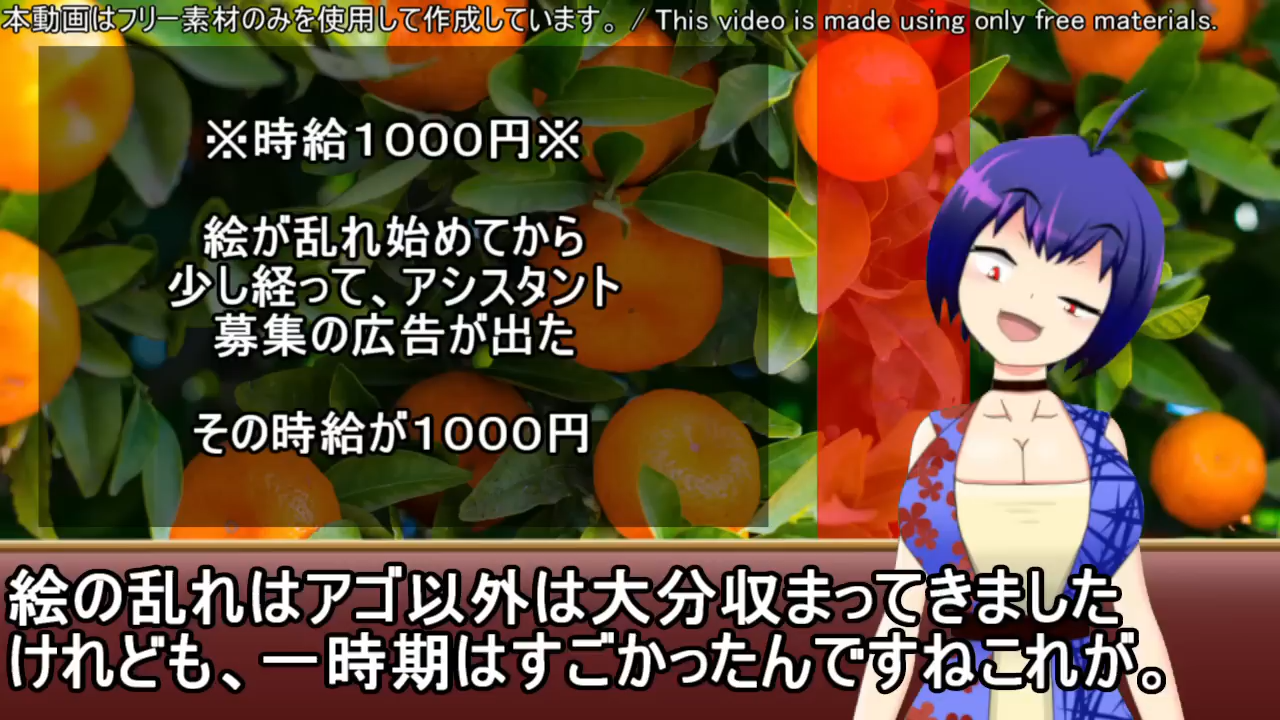 本動画はフリー素材のみを使用して作成しています。 / This video is made using only free materials.
※時給１０００円※
絵が乱れ始めてから
少し経って、アシスタント
募集の広告が出た
その時給が１０００円
絵の乱れはアゴ以外は大分収まってきました
けれども、一時期はすごかったんですねこれが。